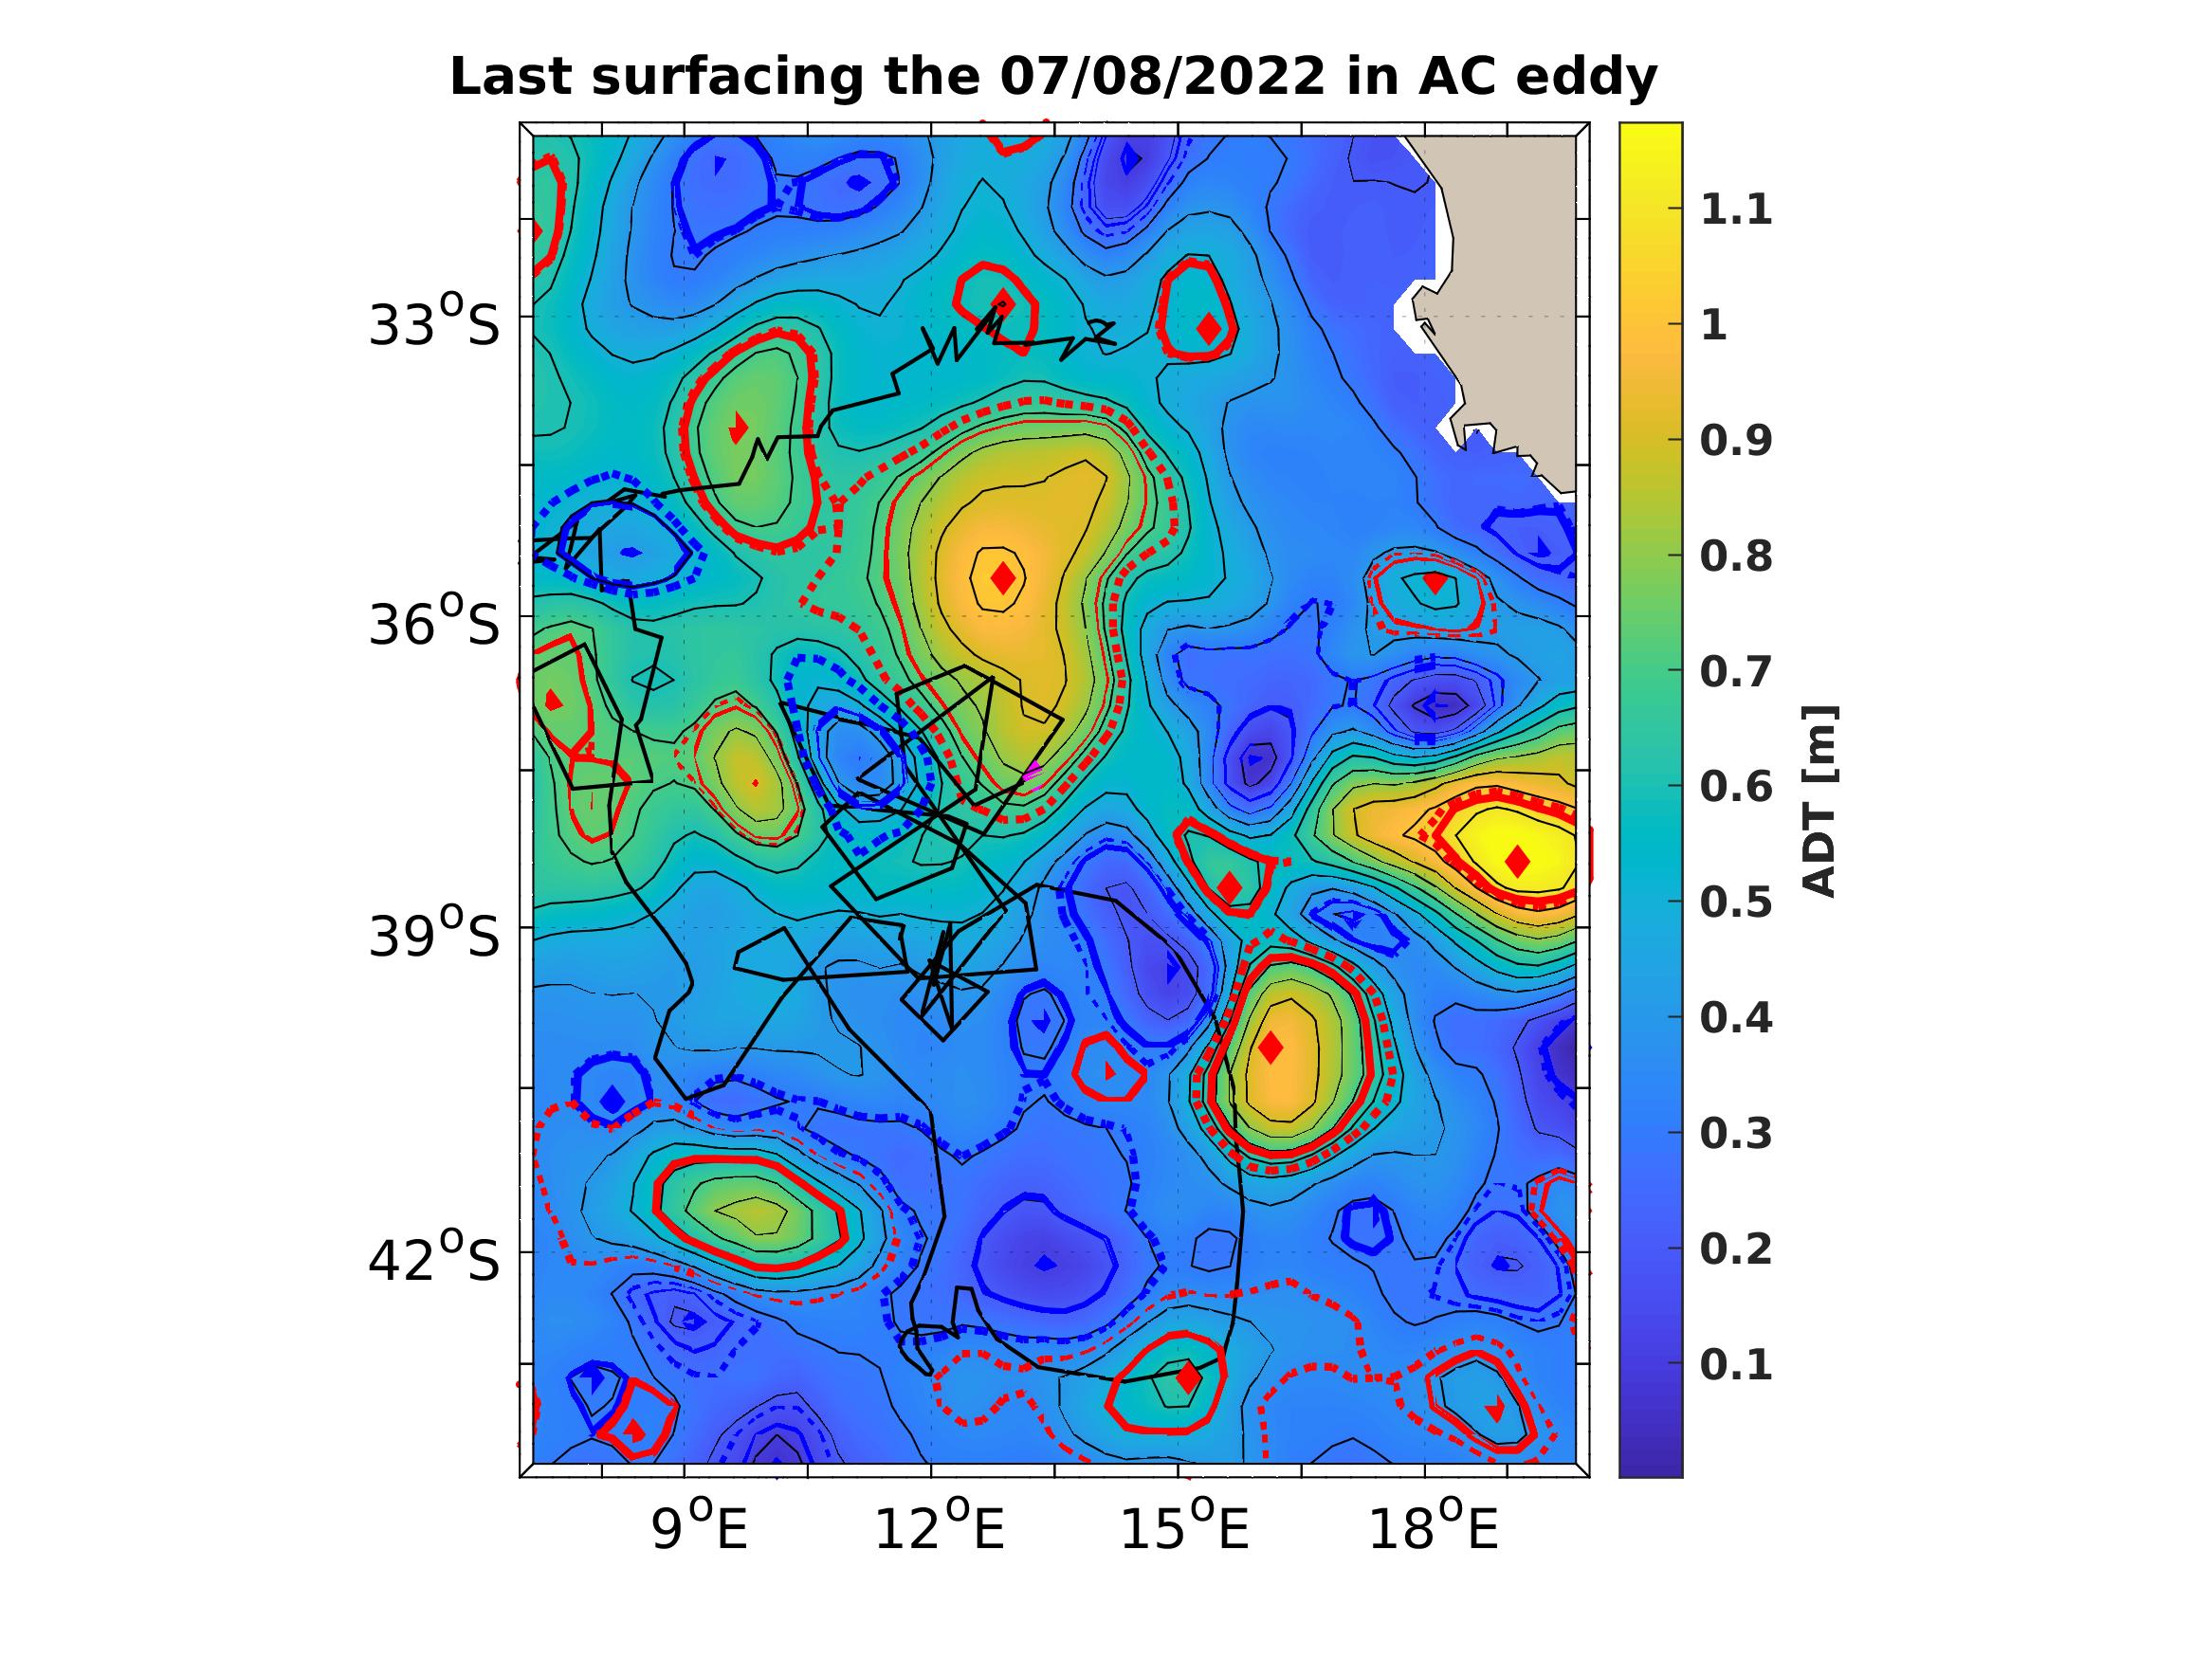 Last surfacing the 07/08/2022 in AC eddy
33°S
36°S
39°S
42°S
9°E
12°E
15°E
18°E
1.1
1
0.9
0.8
0.7
0.6
0.5
0.4
0.3
0.2
0.1
ADT [m]